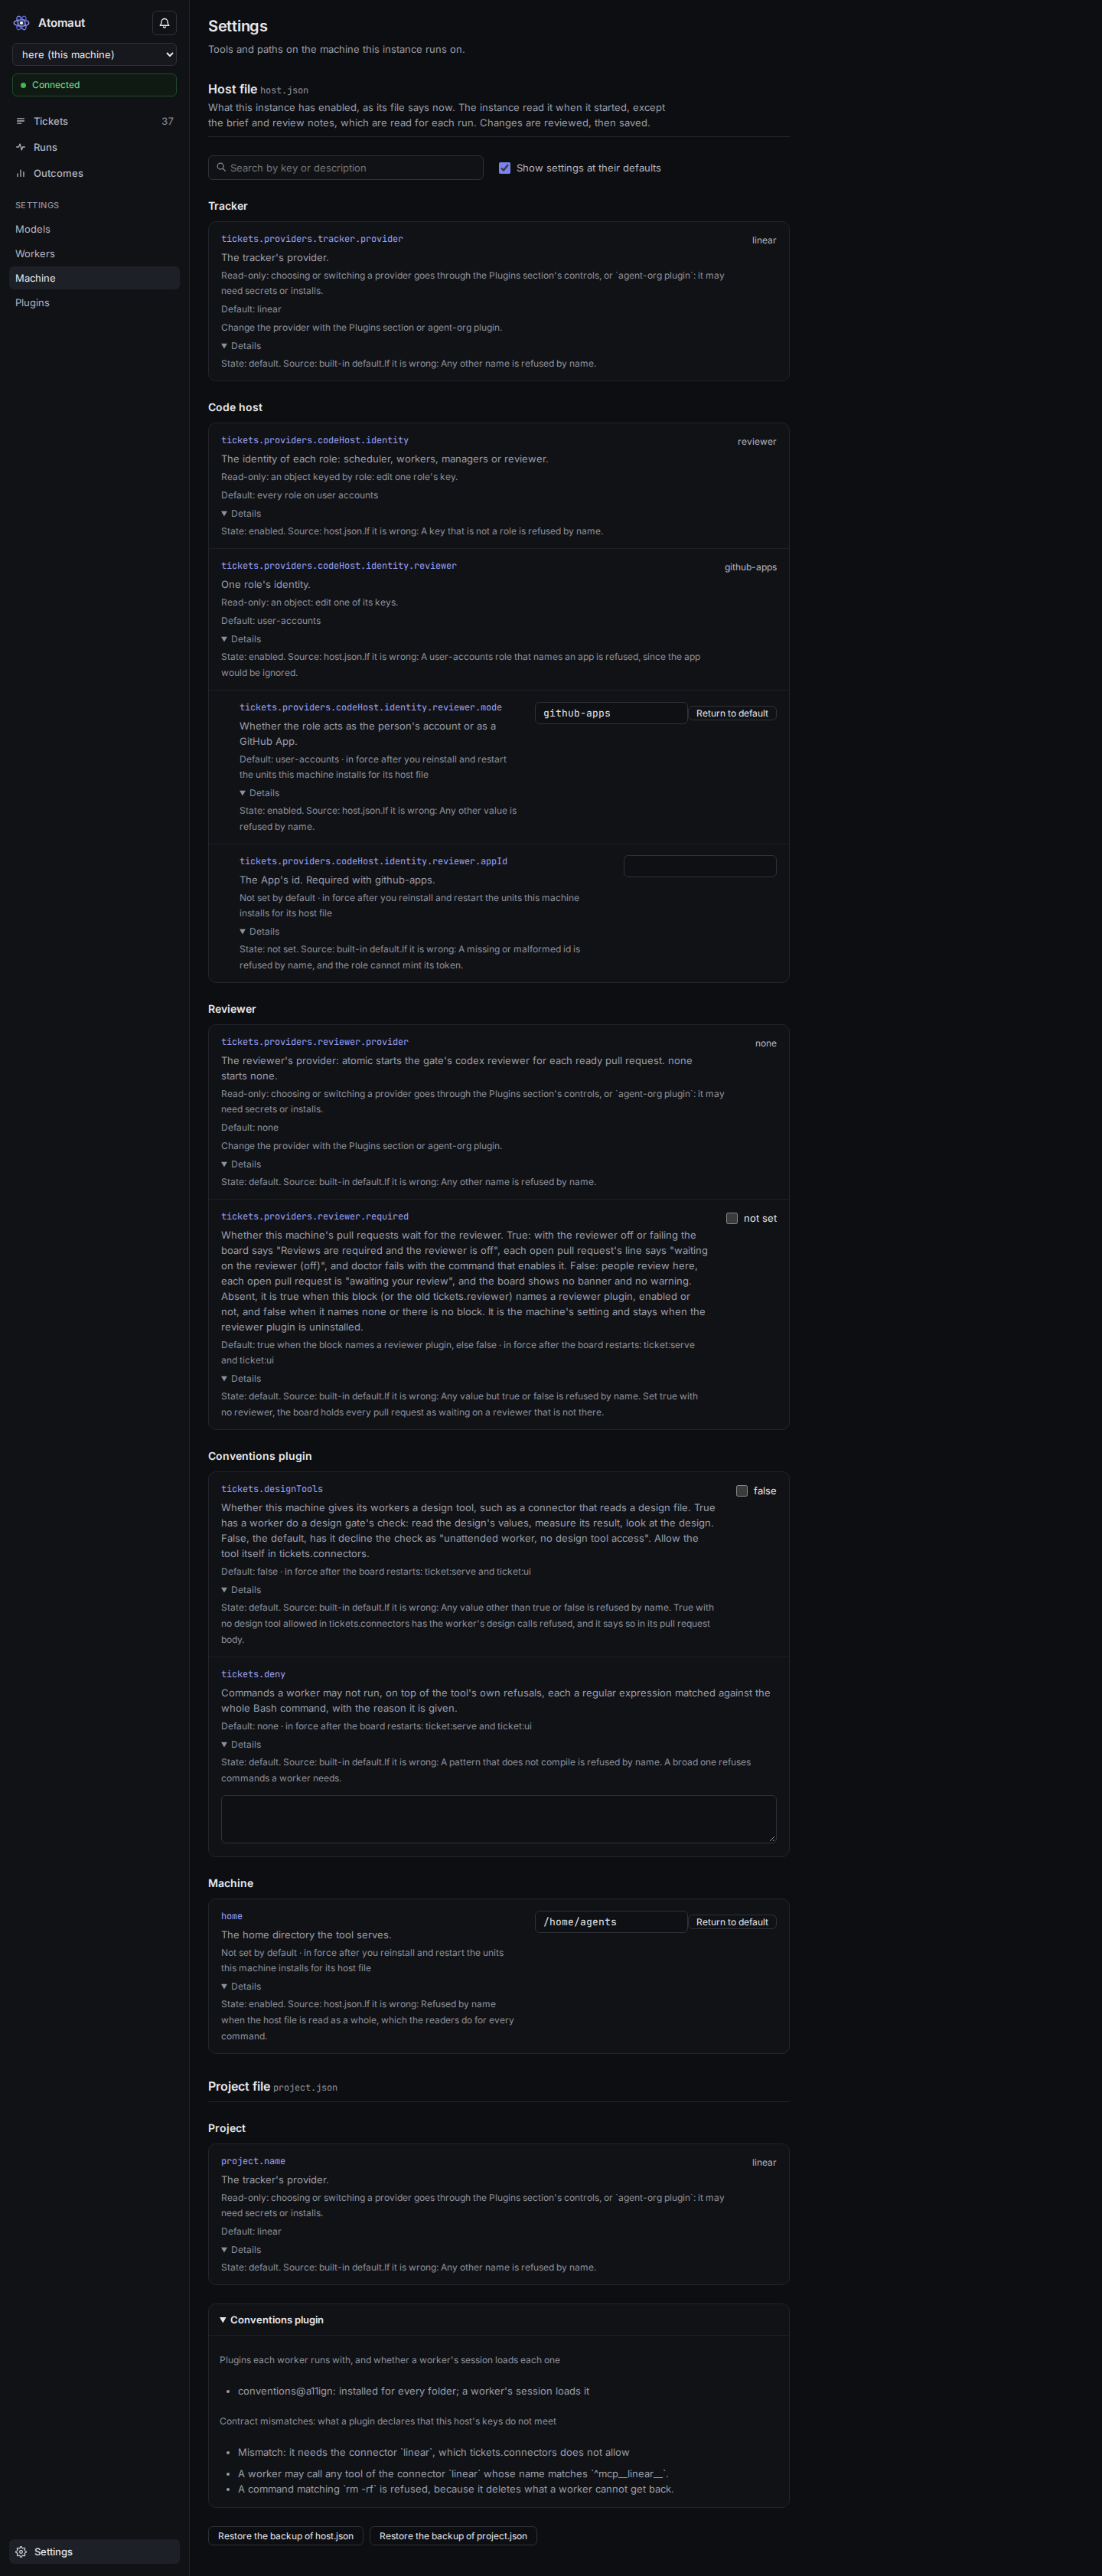 Atomaut
here (this machine)
Connected
Tickets 37
Runs
Outcomes
SETTINGS
Models
Workers
Machine
Plugins
Settings
Settings
Tools and paths on the machine this instance runs on.
Host file host.json
What this instance has enabled, as its file says now. The instance read it when it started, except
the brief and review notes, which are read for each run. Changes are reviewed, then saved.
Search by key or description
Show settings at their defaults
Tracker
tickets.providers.tracker.provider linear
The tracker's provider.
Read-only: choosing or switching a provider goes through the Plugins section's controls, or `agent-org plugin`: it may
need secrets or installs.
Default: linear
Change the provider with the Plugins section or agent-org plugin.
Details
State: default. Source: built-in default.If it is wrong: Any other name is refused by name.
Code host
tickets.providers.codeHost.identity reviewer
The identity of each role: scheduler, workers, managers or reviewer.
Read-only: an object keyed by role: edit one role's key.
Default: every role on user accounts
Details
State: enabled. Source: host.json.If it is wrong: A key that is not a role is refused by name.
tickets.providers.codeHost.identity.reviewer github-apps
One role's identity.
Read-only: an object: edit one of its keys.
Default: user-accounts
Details
State: enabled. Source: host.json.If it is wrong: A user-accounts role that names an app is refused, since the app
would be ignored.
tickets.providers.codeHost.identity.reviewer.mode github-apps Return to default
Whether the role acts as the person's account or as a
GitHub App.
Default: user-accounts · in force after you reinstall and restart
the units this machine installs for its host file
Details
State: enabled. Source: host.json.If it is wrong: Any other value is
refused by name.
tickets.providers.codeHost.identity.reviewer.appId
The App's id. Required with github-apps.
Not set by default · in force after you reinstall and restart the units this machine
installs for its host file
Details
State: not set. Source: built-in default.If it is wrong: A missing or malformed id is
refused by name, and the role cannot mint its token.
Reviewer
tickets.providers.reviewer.provider none
The reviewer's provider: atomic starts the gate's codex reviewer for each ready pull request. none
starts none.
Read-only: choosing or switching a provider goes through the Plugins section's controls, or `agent-org plugin`: it may
need secrets or installs.
Default: none
Change the provider with the Plugins section or agent-org plugin.
Details
State: default. Source: built-in default.If it is wrong: Any other name is refused by name.
tickets.providers.reviewer.required not set
Whether this machine's pull requests wait for the reviewer. True: with the reviewer off or failing the
board says "Reviews are required and the reviewer is off", each open pull request's line says "waiting
on the reviewer (off)", and doctor fails with the command that enables it. False: people review here,
each open pull request is "awaiting your review", and the board shows no banner and no warning.
Absent, it is true when this block (or the old tickets.reviewer) names a reviewer plugin, enabled or
not, and false when it names none or there is no block. It is the machine's setting and stays when the
reviewer plugin is uninstalled.
Default: true when the block names a reviewer plugin, else false · in force after the board restarts: ticket:serve
and ticket:ui
Details
State: default. Source: built-in default.If it is wrong: Any value but true or false is refused by name. Set true with
no reviewer, the board holds every pull request as waiting on a reviewer that is not there.
Conventions plugin
tickets.designTools false
Whether this machine gives its workers a design tool, such as a connector that reads a design file. True
has a worker do a design gate's check: read the design's values, measure its result, look at the design.
False, the default, has it decline the check as "unattended worker, no design tool access". Allow the
tool itself in tickets.connectors.
Default: false · in force after the board restarts: ticket:serve and ticket:ui
Details
State: default. Source: built-in default.If it is wrong: Any value other than true or false is refused by name. True with
no design tool allowed in tickets.connectors has the worker's design calls refused, and it says so in its pull request
body.
tickets.deny
Commands a worker may not run, on top of the tool's own refusals, each a regular expression matched against the
whole Bash command, with the reason it is given.
Default: none · in force after the board restarts: ticket:serve and ticket:ui
Details
State: default. Source: built-in default.If it is wrong: A pattern that does not compile is refused by name. A broad one refuses
commands a worker needs.
Machine
home /home/agents Return to default
The home directory the tool serves.
Not set by default · in force after you reinstall and restart the units
this machine installs for its host file
Details
State: enabled. Source: host.json.If it is wrong: Refused by name
when the host file is read as a whole, which the readers do for every
command.
Project file project.json
Project
project.name linear
The tracker's provider.
Read-only: choosing or switching a provider goes through the Plugins section's controls, or `agent-org plugin`: it may
need secrets or installs.
Default: linear
Details
State: default. Source: built-in default.If it is wrong: Any other name is refused by name.
Conventions plugin
Plugins each worker runs with, and whether a worker's session loads each one
• conventions@a11ign: installed for every folder; a worker's session loads it
Contract mismatches: what a plugin declares that this host's keys do not meet
• Mismatch: it needs the connector `linear`, which tickets.connectors does not allow
• A worker may call any tool of the connector `linear` whose name matches `^mcp__linear__`.
• A command matching `rm -rf` is refused, because it deletes what a worker cannot get back.
Restore the backup of host.json Restore the backup of project.json